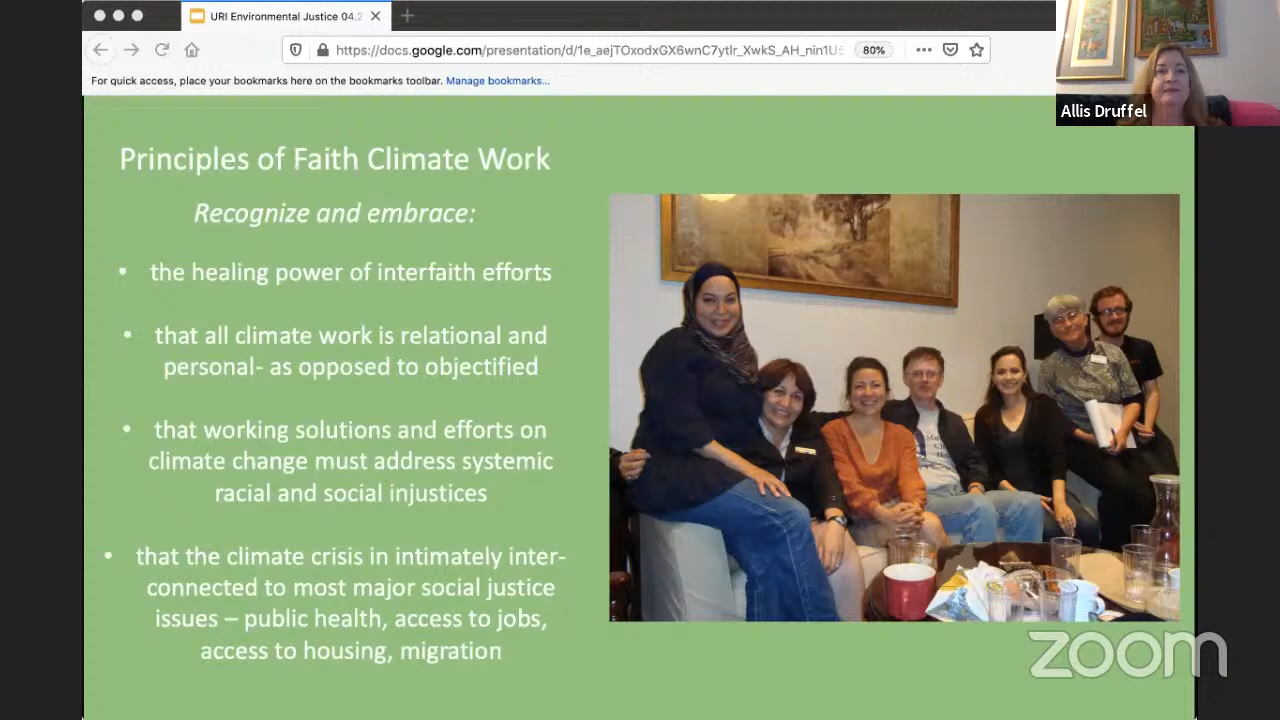 URI Environmental Justice 04.2
https://docs.google.com/presentation/d/1e_aejTOxodxGX6wnC7ytIr_XwkS_AH_nin1U5
80%
For quick access, place your bookmarks here on the bookmarks toolbar. Manage bookmarks...
Allis Druffel
Principles of Faith Climate Work
Recognize and embrace:
• the healing power of interfaith efforts
• that all climate work is relational and
personal- as opposed to objectified
• that working solutions and efforts on
climate change must address systemic
racial and social injustices
• that the climate crisis in intimately inter-
connected to most major social justice
issues – public health, access to jobs,
access to housing, migration
zoom